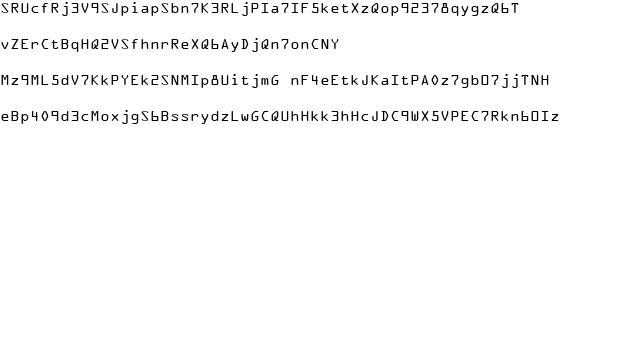 SRUcfRj3V9SJpiapSbn7K3RLjPIa7IF5ketXzQop92378qygzQ6T
vZErCtBqHQ2VSfhnrReXQ6AyDjQn7onCNY
Mz9ML5dV7KkPYEk2SNMIp8UitjmG nF4eEtkJKaItPA0z7gbO7jjTNH
eBp409d3cMoxjgS6BssrydzLwGCQUhHkk3hHcJDC9WX5VPEC7Rkn6OIz